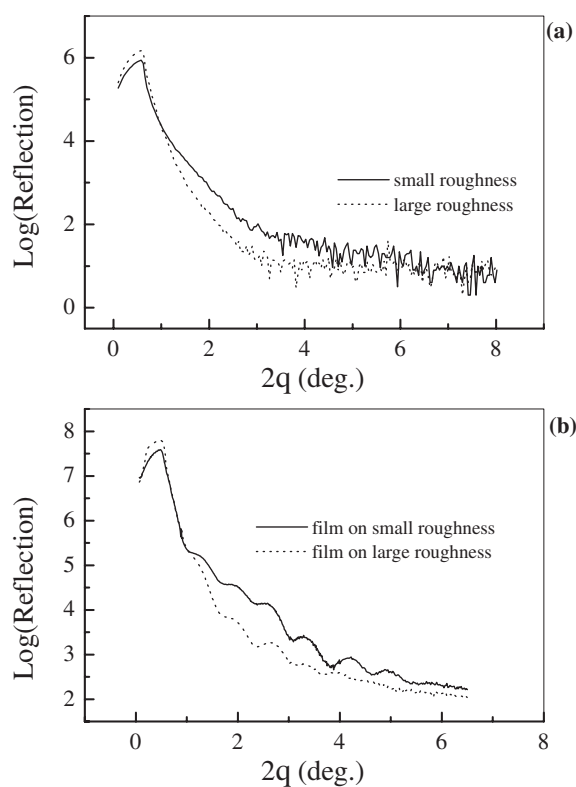 (a)
Log(Reflection)
6
4
2
0
small roughness
large roughness
0 2 4 6 8
2q (deg.)
(b)
Log(Reflection)
8
7
6
5
4
3
2
film on small roughness
film on large roughness
0 2 4 6 8
2q (deg.)